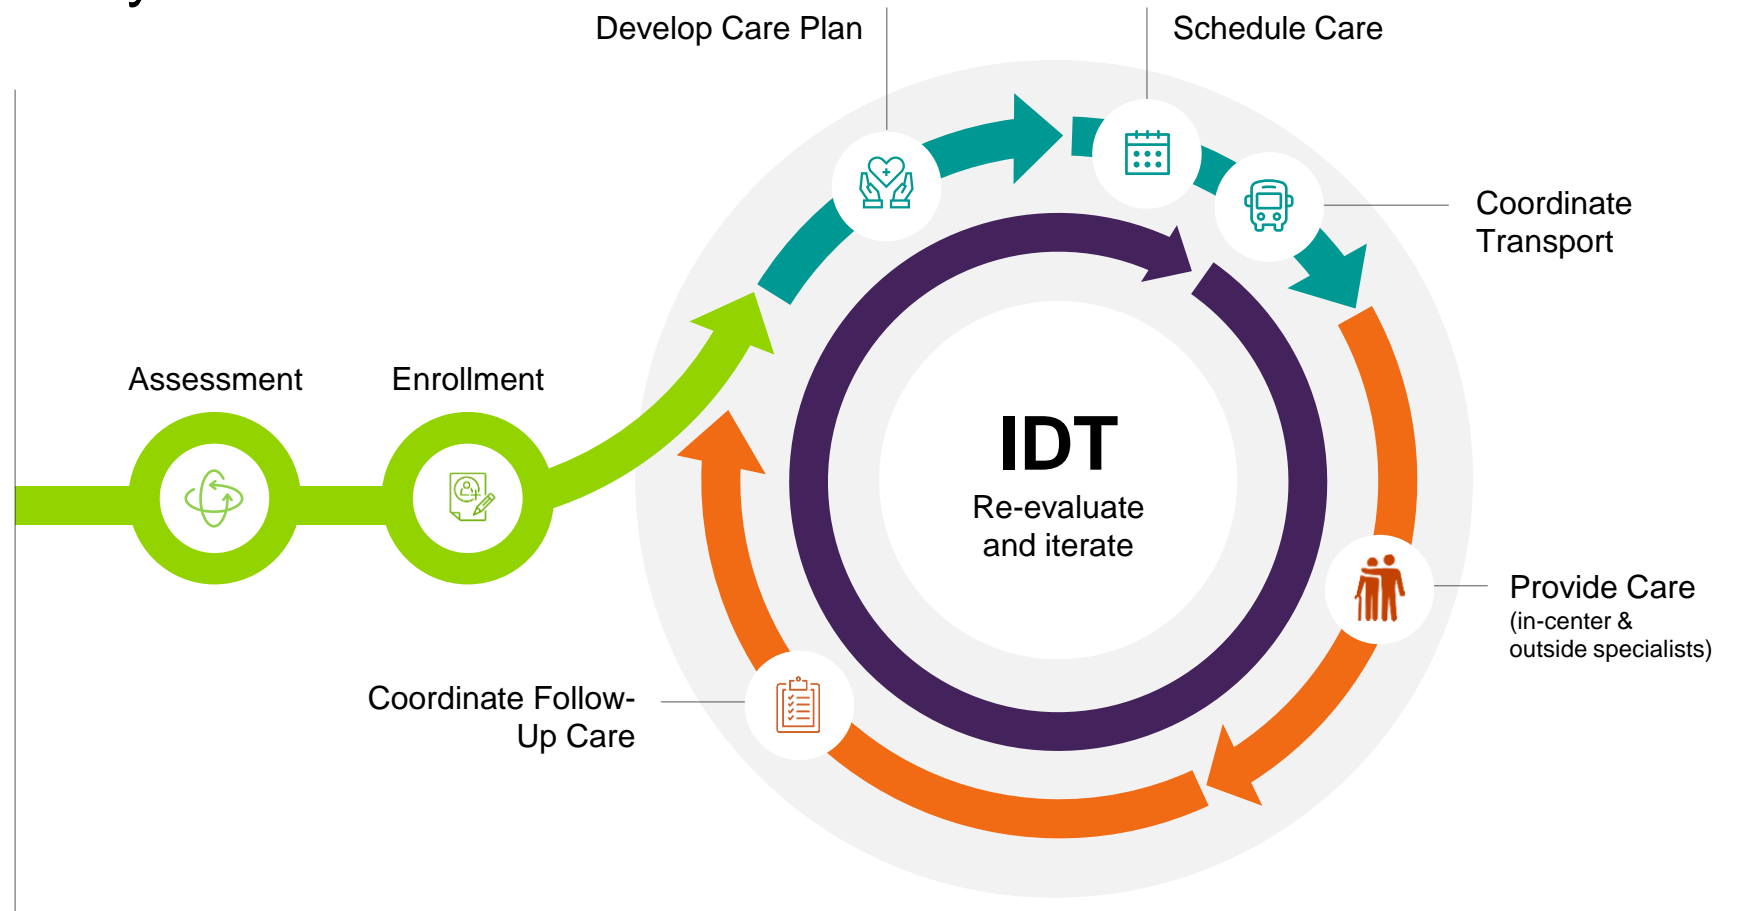 Develop Care Plan
Schedule Care
Coordinate
Transport
Assessment
Enrollment
IDT
Re-evaluate
and iterate
Provide Care
(in-center &
outside specialists)
Coordinate Follow-
Up Care